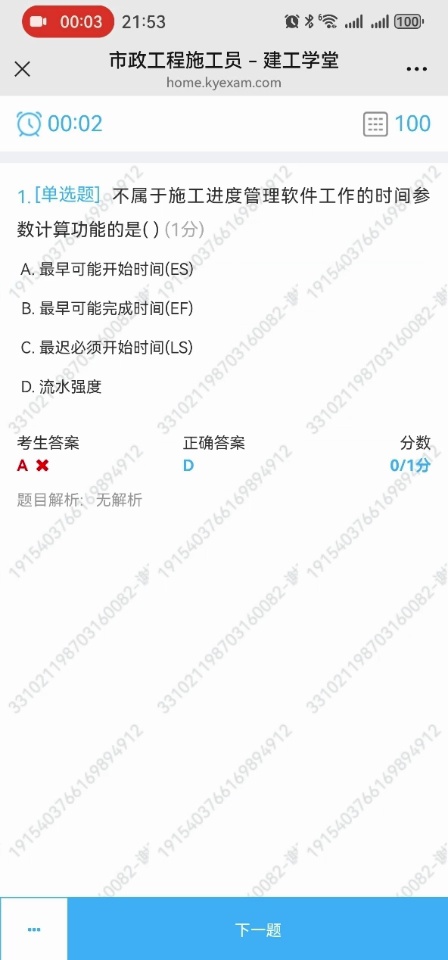 00:03 21:53 6 100
市政工程施工员 – 建工学堂
home.kyexam.com
00:02 100
1.[单选题] 不属于施工进度管理软件工作的时间参
数计算功能的是( ) (1分)
A. 最早可能开始时间(ES)
B. 最早可能完成时间(EF)
C. 最迟必须开始时间(LS)
D. 流水强度
考生答案 正确答案 分数
A D 0/1分
题目解析: 无解析
下一题